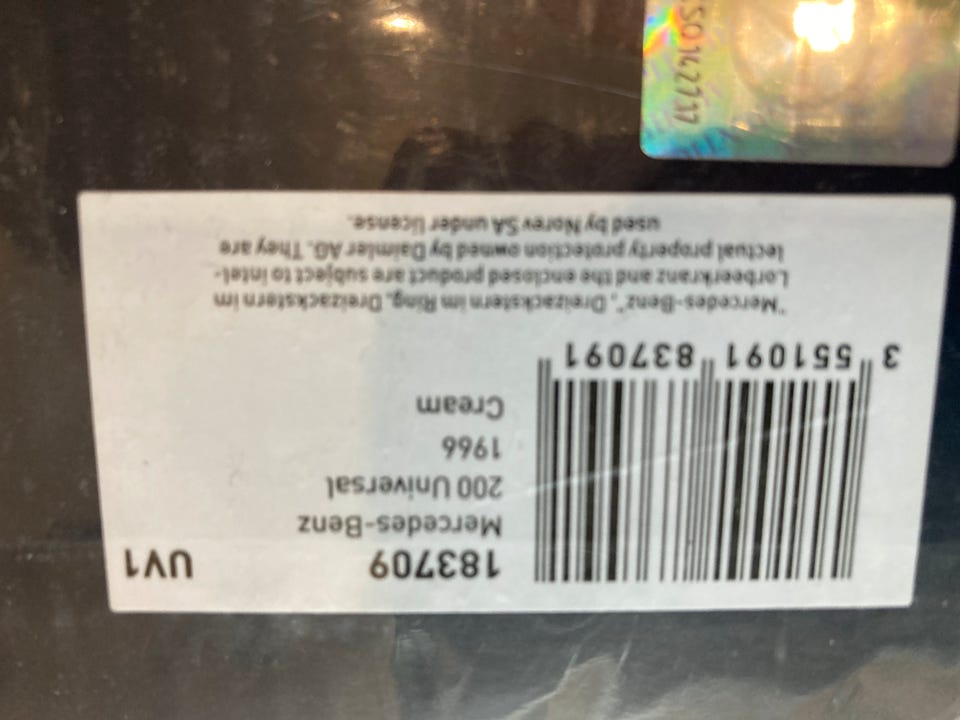 183709 UV1
Mercedes-Benz
200 Universal
1966
Cream
3 551091 837091
"Mercedes-Benz", Dreizackstern im Ring, Dreizackstern im
Lorbeerkranz and the enclosed product are subject to intel-
lectual property protection owned by Daimler AG. They are
used by Norev SA under license.